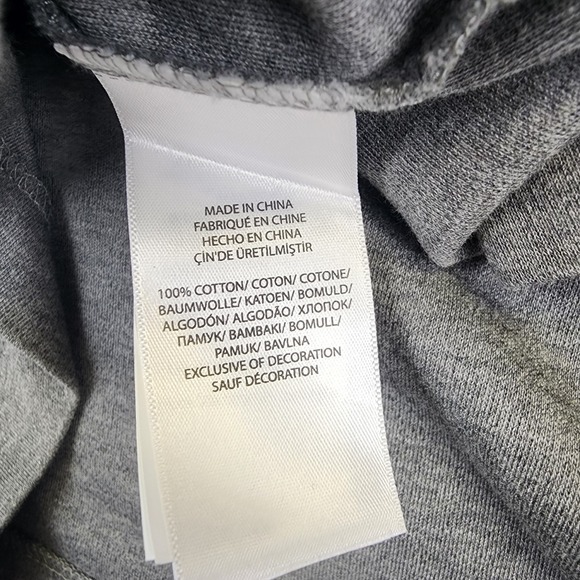 MADE IN CHINA
FABRIQUÉ EN CHINE
HECHO EN CHINA
ÇİN'DE ÜRETİLMİŞTİR
100% COTTON/ COTON/ COTONE/
BAUMWOLLE/ KATOEN/ BOMULD/
ALGODÓN/ ALGODÃO/ ХЛОПОК/
ПАМУК/ BAMBAKI/ BOMULL/
PAMUK/ BAVLNA
EXCLUSIVE OF DECORATION
SAUF DÉCORATION